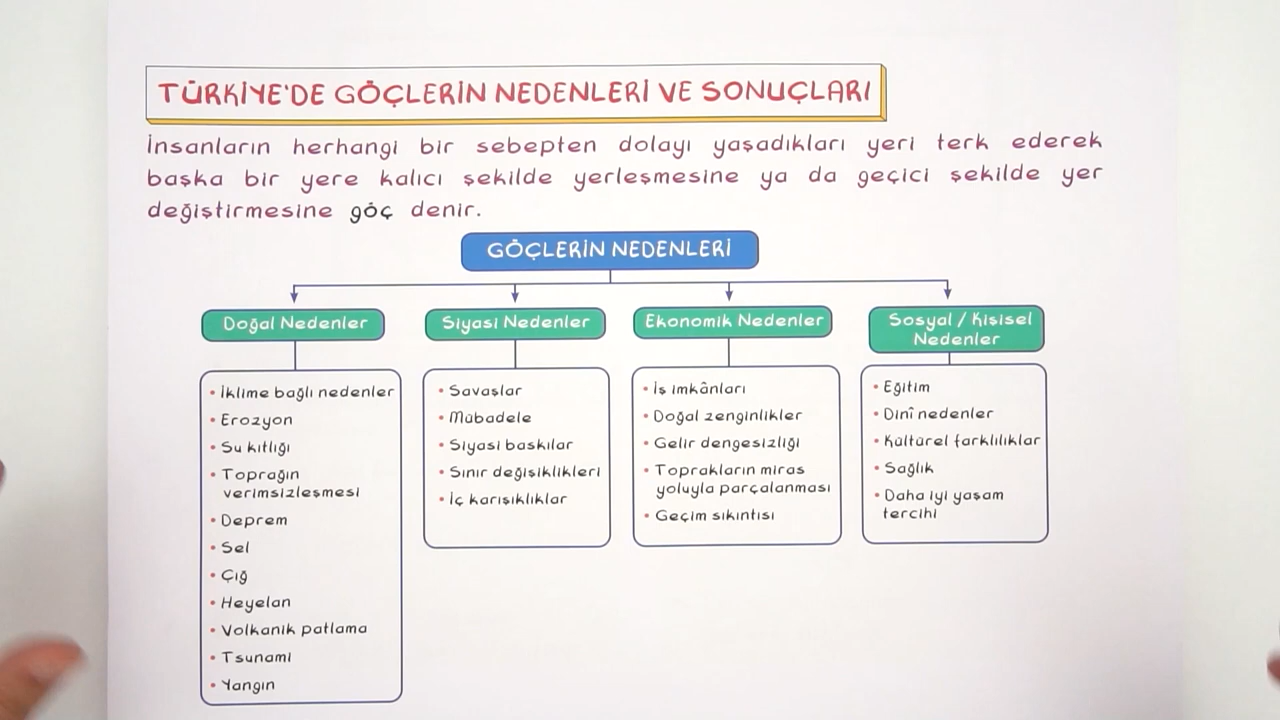 TÜRKİYE'DE GÖÇLERİN NEDENLERİ VE SONUÇLARI
İnsanların herhangi bir sebepten dolayı yaşadıkları yeri terk ederek
başka bir yere kalıcı şekilde yerleşmesine ya da geçici şekilde yer
değiştirmesine göç denir.
GÖÇLERİN NEDENLERİ
Doğal Nedenler
• İklime bağlı nedenler
• Erozyon
• Su kıtlığı
• Toprağın
verimsizleşmesi
• Deprem
• Sel
• Çığ
• Heyelan
• Volkanik patlama
• Tsunami
• Yangın
Siyasi Nedenler
• Savaşlar
• Mübadele
• Siyasi baskılar
• Sınır değişiklikleri
• İç karışıklıklar
Ekonomik Nedenler
• İş imkânları
• Doğal zenginlikler
• Gelir dengesizliği
• Toprakların miras
yoluyla parçalanması
• Geçim sıkıntısı
Sosyal / Kişisel
Nedenler
• Eğitim
• Dinî nedenler
• Kültürel farklılıklar
• Sağlık
• Daha iyi yaşam
tercihi